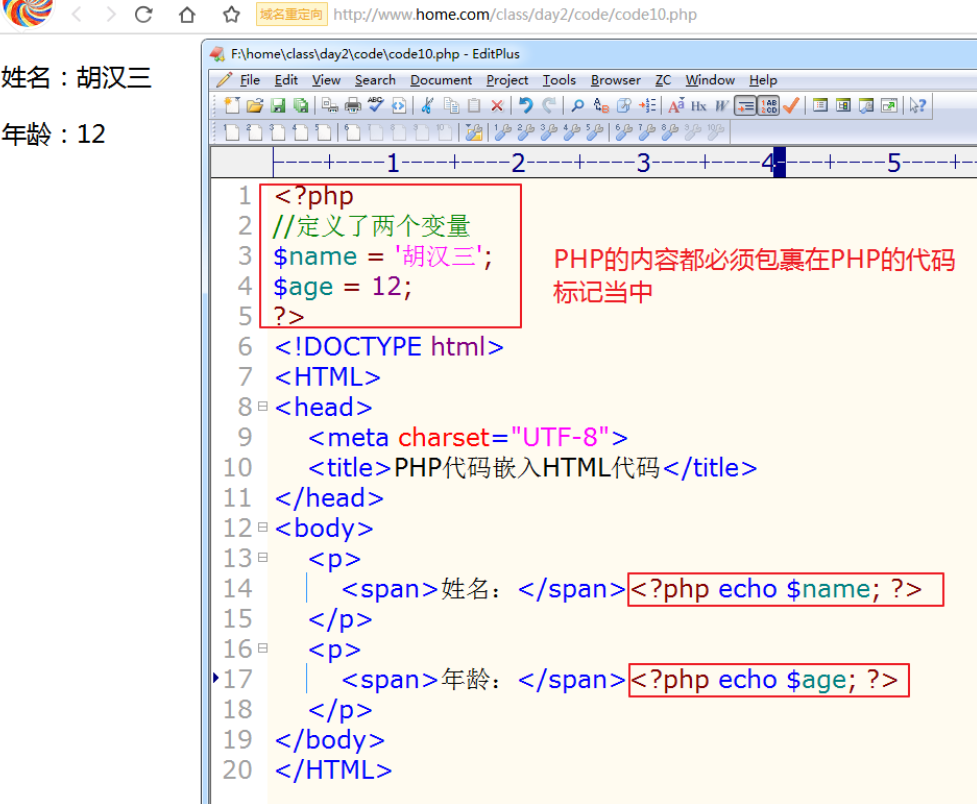 域名重定向 http://www.home.com/class/day2/code/code10.php
姓名：胡汉三
年龄：12
F:\home\class\day2\code\code10.php - EditPlus
File Edit View Search Document Project Tools Browser ZC Window Help
----+----1----+----2----+----3----+----4----+----5----+
1 <?php
2 //定义了两个变量
3 $name = '胡汉三';
4 $age = 12;
5 ?>
PHP的内容都必须包裹在PHP的代码
标记当中
6 <!DOCTYPE html>
7 <HTML>
8 <head>
9 <meta charset="UTF-8">
10 <title>PHP代码嵌入HTML代码</title>
11 </head>
12 <body>
13 <p>
14 <span>姓名：</span><?php echo $name; ?>
15 </p>
16 <p>
17 <span>年龄：</span><?php echo $age; ?>
18 </p>
19 </body>
20 </HTML>